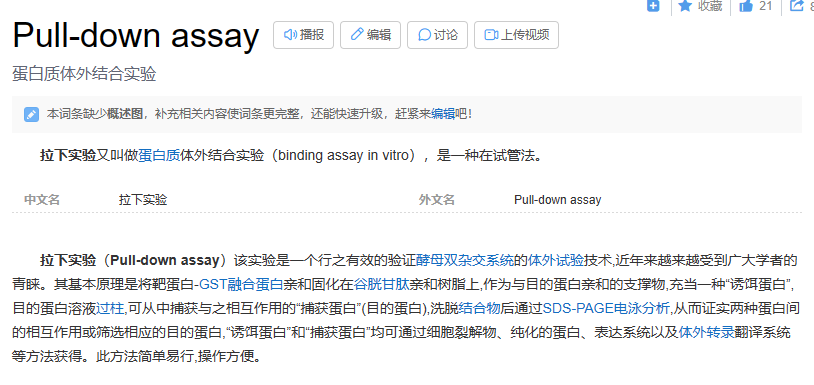 收藏 21
Pull-down assay 播报 编辑 讨论 上传视频
蛋白质体外结合实验
本词条缺少概述图，补充相关内容使词条更完整，还能快速升级，赶紧来编辑吧！
拉下实验又叫做蛋白质体外结合实验（binding assay in vitro），是一种在试管法。
中文名 拉下实验 外文名 Pull-down assay
拉下实验（Pull-down assay）该实验是一个行之有效的验证酵母双杂交系统的体外试验技术,近年来越来越受到广大学者的
青睐。其基本原理是将靶蛋白-GST融合蛋白亲和固化在谷胱甘肽亲和树脂上,作为与目的蛋白亲和的支撑物,充当一种“诱饵蛋白”,
目的蛋白溶液过柱,可从中捕获与之相互作用的“捕获蛋白”(目的蛋白),洗脱结合物后通过SDS-PAGE电泳分析,从而证实两种蛋白间
的相互作用或筛选相应的目的蛋白,“诱饵蛋白”和“捕获蛋白”均可通过细胞裂解物、纯化的蛋白、表达系统以及体外转录翻译系统
等方法获得。此方法简单易行,操作方便。